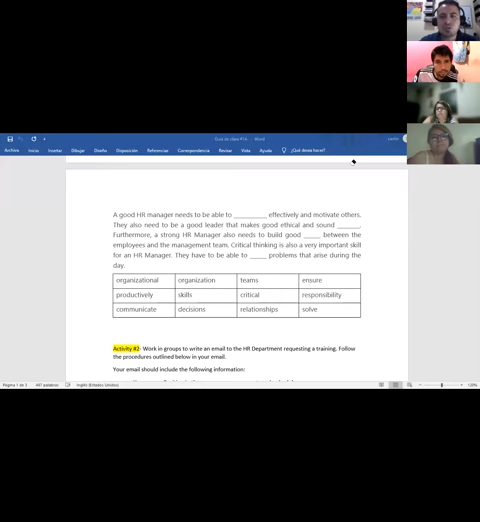 Guía de clase #16 - Word
Archivo Inicio Insertar Dibujar Diseño Disposición Referencias Correspondencia Revisar Vista Ayuda ¿Qué desea hacer?
A good HR manager needs to be able to __________ effectively and motivate others.
They also need to be a good leader that makes good ethical and sound _______.
Furthermore, a strong HR Manager also needs to build good _____ between the
employees and the management team. Critical thinking is also a very important skill
for an HR Manager. They have to be able to _____ problems that arise during the
day.
organizational organization teams ensure
productively skills critical responsibility
communicate decisions relationships solve
Activity #2- Work in groups to write an email to the HR Department requesting a training. Follow
the procedures outlined below in your email.
Your email should include the following information:
Inglés (Estados Unidos)
120%